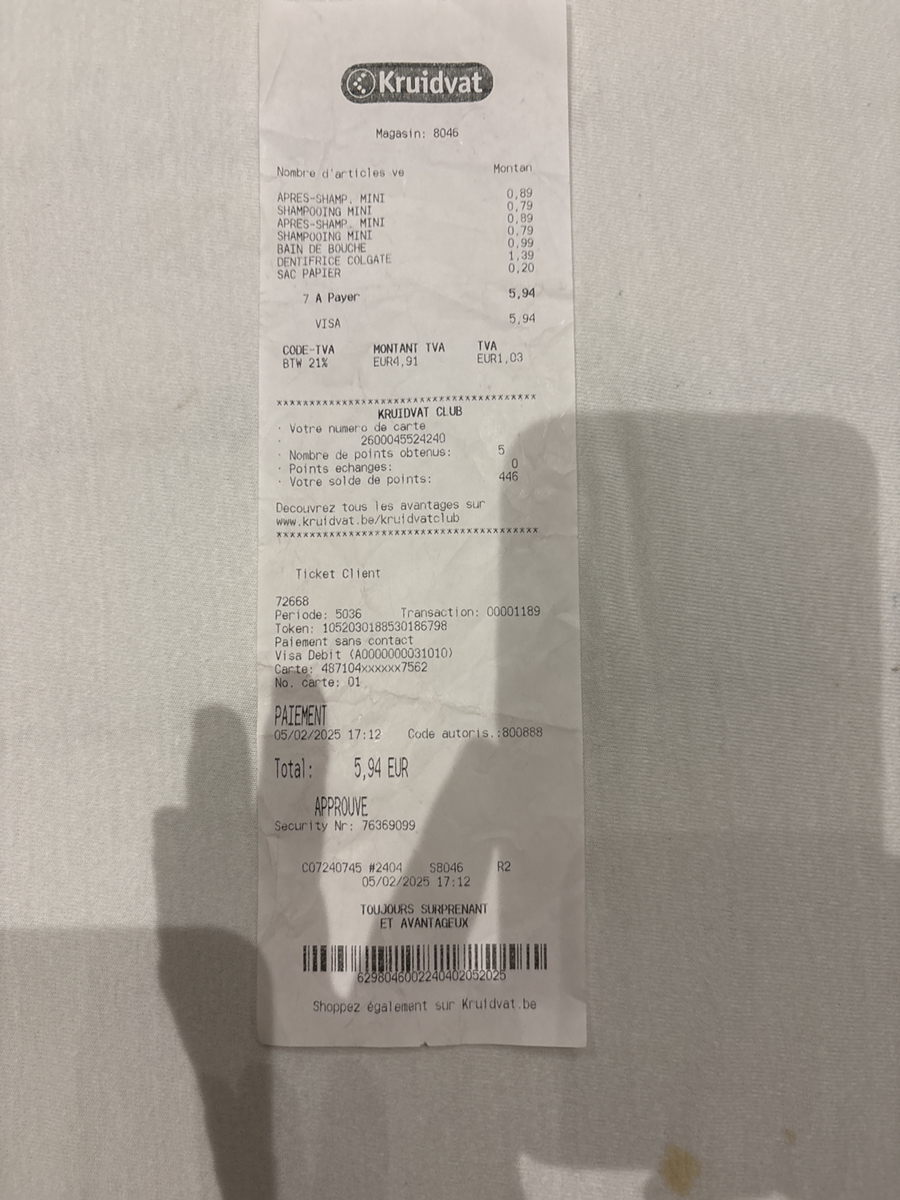 Kruidvat
Magasin: 8046
Nombre d'articles ve Montan
APRES-SHAMP. MINI 0,89
SHAMPOOING MINI 0,79
APRES-SHAMP. MINI 0,89
SHAMPOOING MINI 0,79
BAIN DE BOUCHE 0,99
DENTIFRICE COLGATE 1,39
SAC PAPIER 0,20
7 A Payer 5,94
VISA 5,94
CODE-TVA MONTANT TVA TVA
BTW 21% EUR4,91 EUR1,03
***************************************
KRUIDVAT CLUB
· Votre numero de carte
· 2600045524240
· Nombre de points obtenus: 5
· Points echanges: 0
· Votre solde de points: 446
Decouvrez tous les avantages sur
www.kruidvat.be/kruidvatclub
***************************************
Ticket Client
72668
Periode: 5036 Transaction: 00001189
Token: 1052030188530186798
Paiement sans contact
Visa Debit (A0000000031010)
Carte: 487104xxxxxx7562
No. carte: 01
PAIEMENT
05/02/2025 17:12 Code autoris.:800888
Total: 5,94 EUR
APPROUVE
Security Nr: 76369099
C07240745 #2404 S8046 R2
05/02/2025 17:12
TOUJOURS SURPRENANT
ET AVANTAGEUX
6298046002240402052025
Shoppez également sur Kruidvat.be